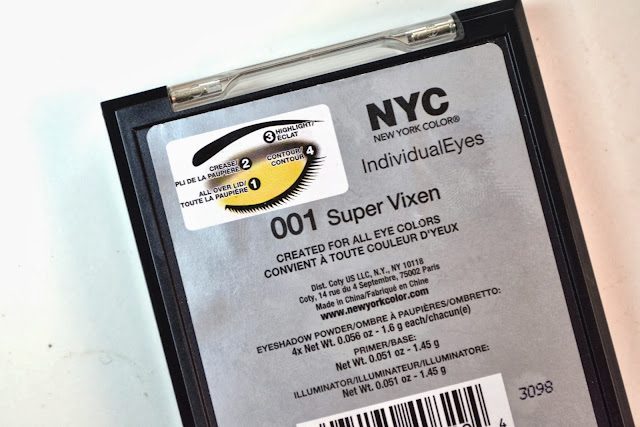 NYC
NEW YORK COLOR®
IndividualEyes
3 HIGHLIGHT/
ÉCLAT
CREASE/ 2
PLI DE LA PAUPIÈRE
CONTOUR/ 4
CONTOUR
ALL OVER LID/ 1
TOUTE LA PAUPIÈRE
001 Super Vixen
CREATED FOR ALL EYE COLORS
CONVIENT À TOUTE COULEUR D'YEUX
Dist. Coty US LLC, N.Y., NY 10118
Coty, 14 rue du 4 Septembre, 75002 Paris
Made in China/Fabriqué en Chine
www.newyorkcolor.com
EYESHADOW POWDER/OMBRE À PAUPIÈRES/OMBRETTO:
4x Net Wt. 0.056 oz - 1.6 g each/chacun(e)
PRIMER/BASE:
Net Wt. 0.051 oz - 1.45 g
ILLUMINATOR/ILLUMINATEUR/ILLUMINATORE:
Net Wt. 0.051 oz - 1.45 g
3098
4